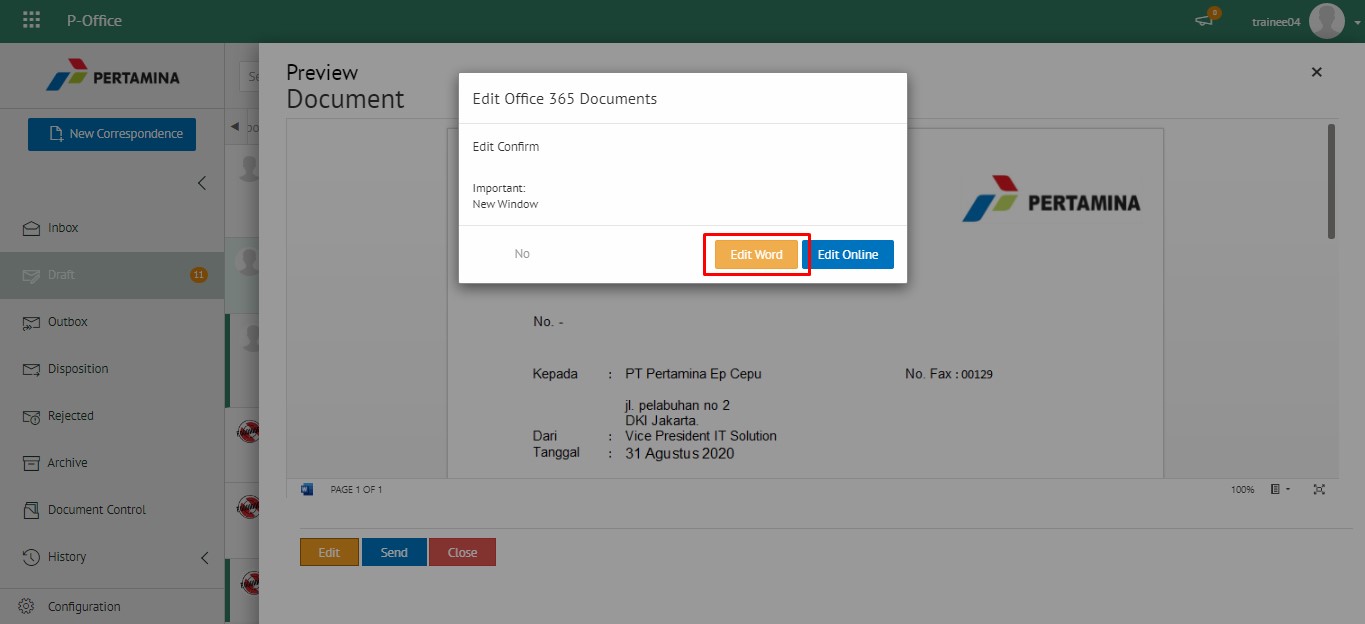 P-Office
0
trainee04
PERTAMINA
New Correspondence
Inbox
Draft
11
Outbox
Disposition
Rejected
Archive
Document Control
History
Configuration
Se
Preview
Document
Edit Office 365 Documents
Edit Confirm
Important:
New Window
No
Edit Word
Edit Online
PERTAMINA
No. -
Kepada : PT Pertamina Ep Cepu No. Fax : 00129
jl. pelabuhan no 2
DKI Jakarta.
Dari : Vice President IT Solution
Tanggal : 31 Agustus 2020
PAGE 1 OF 1
100%
Edit
Send
Close